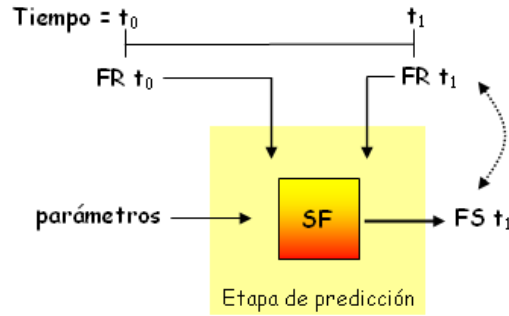 Tiempo = t0 t1
FR t0 FR t1
parámetros SF FS t1
Etapa de predicción